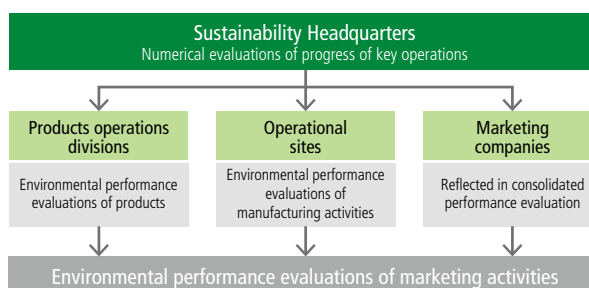 Sustainability Headquarters
Numerical evaluations of progress of key operations
Products operations
divisions
Environmental performance
evaluations of products
Operational
sites
Environmental performance
evaluations of
manufacturing activities
Marketing
companies
Reflected in consolidated
performance evaluation
Environmental performance evaluations of marketing activities